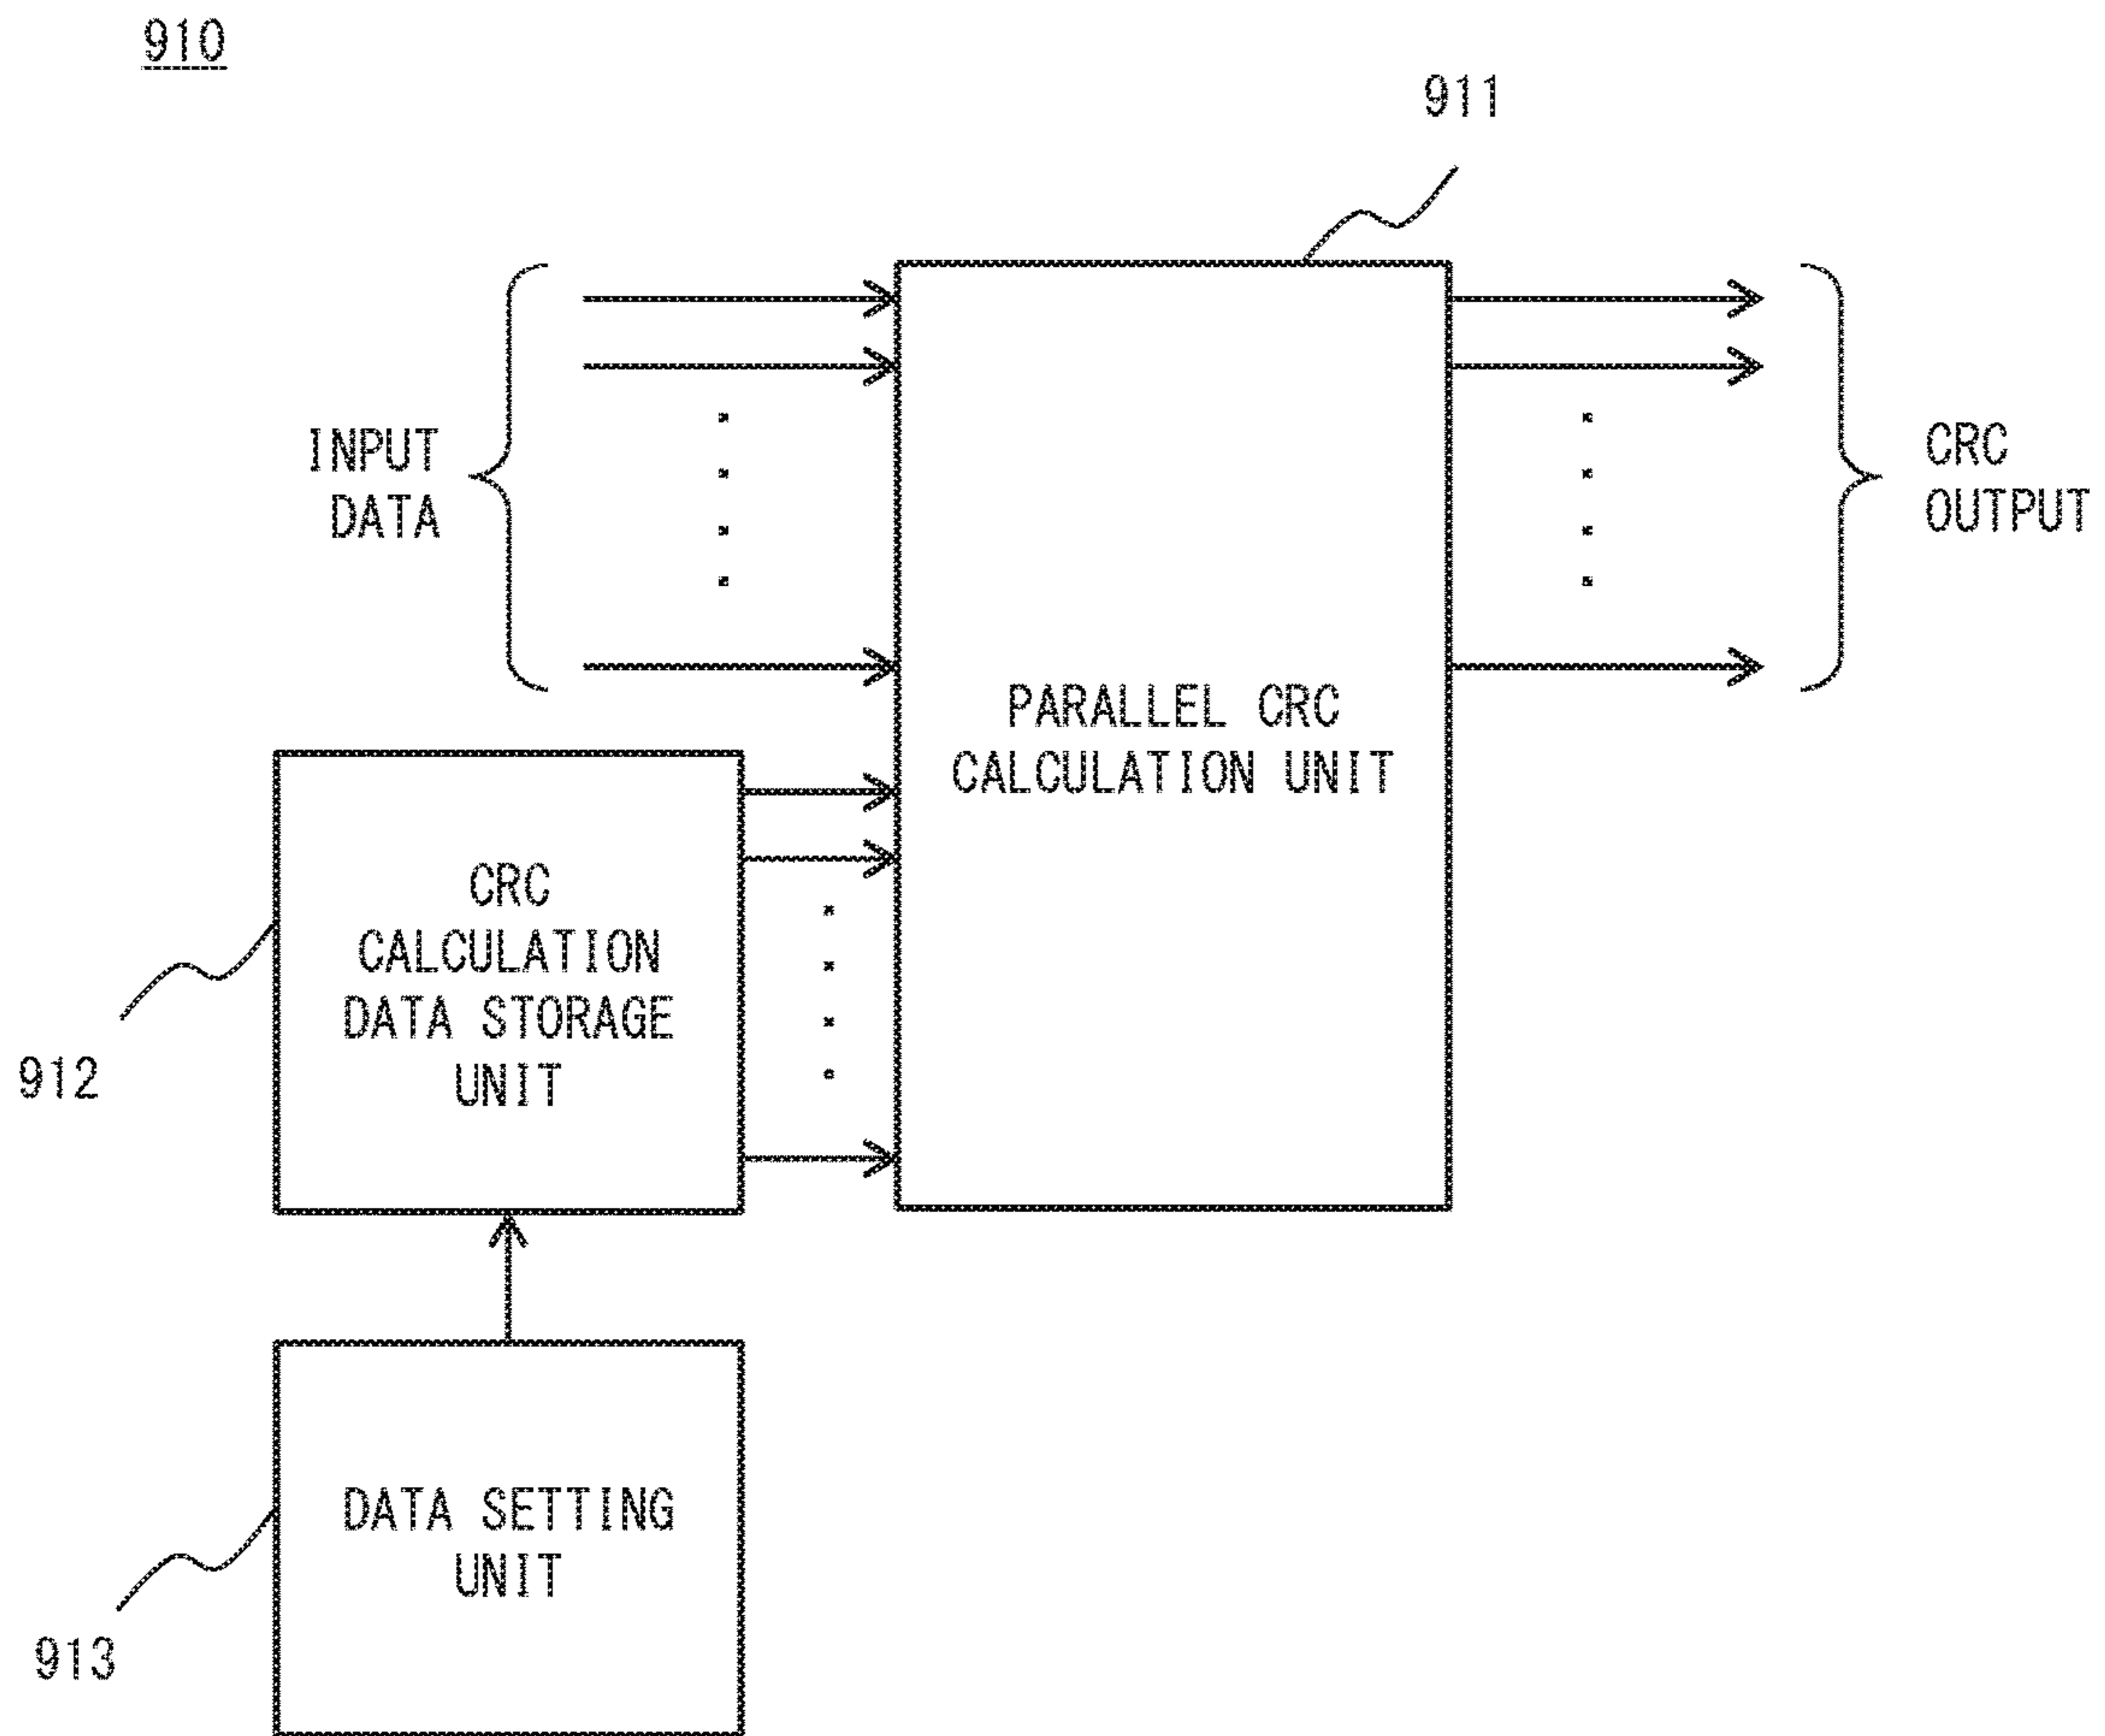 910
911
INPUT
DATA
CRC
OUTPUT
PARALLEL CRC
CALCULATION UNIT
CRC
CALCULATION
DATA STORAGE
UNIT
912
DATA SETTING
UNIT
913